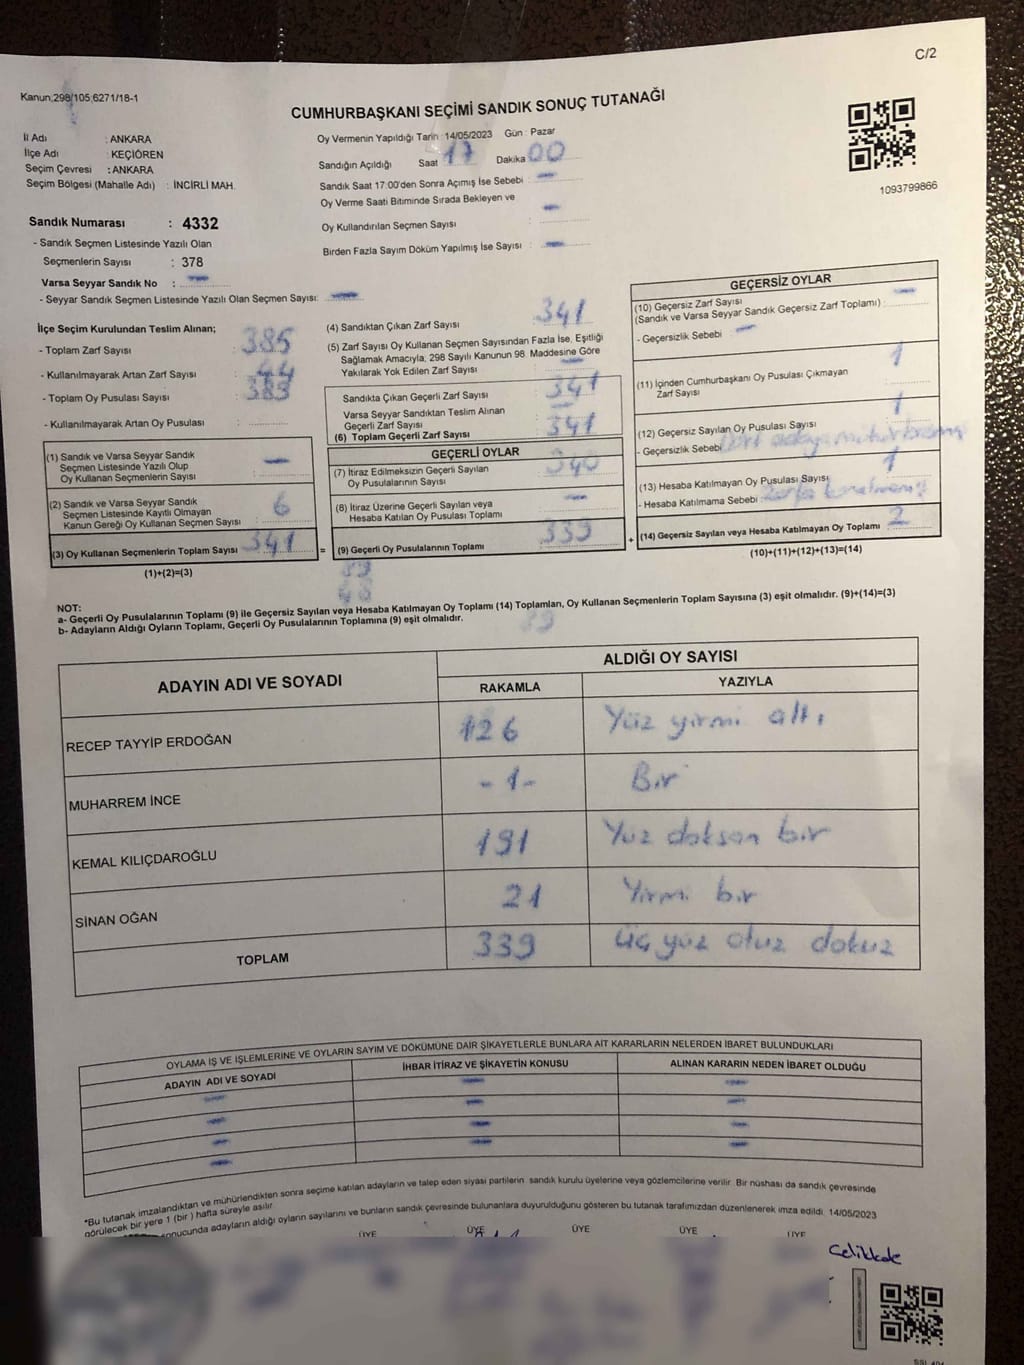 C/2
Kanun;298/105;6271/18-1
CUMHURBAŞKANI SEÇİMİ SANDIK SONUÇ TUTANAĞI
İl Adı : ANKARA
İlçe Adı : KEÇİÖREN
Seçim Çevresi : ANKARA
Seçim Bölgesi (Mahalle Adı) : İNCİRLİ MAH.
Oy Vermenin Yapıldığı Tarih : 14/05/2023 Gün : Pazar
Sandığın Açıldığı Saat 17 Dakika 00
Sandık Saat 17:00'den Sonra Açımış İse Sebebi : -
Oy Verme Saati Bitiminde Sırada Bekleyen ve
Oy Kullandırılan Seçmen Sayısı : -
Birden Fazla Sayım Döküm Yapılmış İse Sayısı : -
1093799866
Sandık Numarası : 4332
- Sandık Seçmen Listesinde Yazılı Olan
Seçmenlerin Sayısı : 378
Varsa Seyyar Sandık No : -
- Seyyar Sandık Seçmen Listesinde Yazılı Olan Seçmen Sayısı: -
İlçe Seçim Kurulundan Teslim Alınan;
- Toplam Zarf Sayısı : 385
- Kullanılmayarak Artan Zarf Sayısı : 44
- Toplam Oy Pusulası Sayısı : 383
- Kullanılmayarak Artan Oy Pusulası :
(1) Sandık ve Varsa Seyyar Sandık
Seçmen Listesinde Yazılı Olup
Oy Kullanan Seçmenlerin Sayısı : -
(2) Sandık ve Varsa Seyyar Sandık
Seçmen Listesinde Kayıtlı Olmayan
Kanun Gereği Oy Kullanan Seçmen Sayısı : 6
(3) Oy Kullanan Seçmenlerin Toplam Sayısı : 341
(1)+(2)=(3)
(4) Sandıktan Çıkan Zarf Sayısı : 341
(5) Zarf Sayısı Oy Kullanan Seçmen Sayısından Fazla İse, Eşitliği
Sağlamak Amacıyla, 298 Sayılı Kanunun 98. Maddesine Göre
Yakılarak Yok Edilen Zarf Sayısı : -
Sandıkta Çıkan Geçerli Zarf Sayısı : 341
Varsa Seyyar Sandıktan Teslim Alınan
Geçerli Zarf Sayısı : -
(6) Toplam Geçerli Zarf Sayısı : 341
GEÇERLİ OYLAR
(7) İtiraz Edilmeksizin Geçerli Sayılan
Oy Pusulalarının Sayısı : 340
(8) İtiraz Üzerine Geçerli Sayılan veya
Hesaba Katılan Oy Pusulası Toplamı : -
= (9) Geçerli Oy Pusulalarının Toplamı : 339
GEÇERSİZ OYLAR
(10) Geçersiz Zarf Sayısı
(Sandık ve Varsa Seyyar Sandık Geçersiz Zarf Toplamı) : -
- Geçersizlik Sebebi : -
(11) İçinden Cumhurbaşkanı Oy Pusulası Çıkmayan
Zarf Sayısı : 1
(12) Geçersiz Sayılan Oy Pusulası Sayısı : 1
- Geçersizlik Sebebi:
(13) Hesaba Katılmayan Oy Pusulası Sayısı : 1
- Hesaba Katılmama Sebebi :
+ (14) Geçersiz Sayılan veya Hesaba Katılmayan Oy Toplamı : 2
(10)+(11)+(12)+(13)=(14)
39
NOT:
a- Geçerli Oy Pusulalarının Toplamı (9) ile Geçersiz Sayılan veya Hesaba Katılmayan Oy Toplamı (14) Toplamları, Oy Kullanan Seçmenlerin Toplam Sayısına (3) eşit olmalıdır. (9)+(14)=(3)
b- Adayların Aldığı Oyların Toplamı, Geçerli Oy Pusulalarının Toplamına (9) eşit olmalıdır.
ADAYIN ADI VE SOYADI ALDIĞI OY SAYISI
RAKAMLA YAZIYLA
RECEP TAYYİP ERDOĞAN 126 Yüz yirmi altı
MUHARREM İNCE -1- Bir
KEMAL KILIÇDAROĞLU 191 Yüz doksan bir
SİNAN OĞAN 21 Yirmi bir
TOPLAM 339 üç yüz otuz dokuz
OYLAMA İŞ VE İŞLEMLERİNE VE OYLARIN SAYIM VE DÖKÜMÜNE DAİR ŞİKAYETLERLE BUNLARA AİT KARARLARIN NELERDEN İBARET BULUNDUKLARI
ADAYIN ADI VE SOYADI İHBAR İTİRAZ VE ŞİKAYETİN KONUSU ALINAN KARARIN NEDEN İBARET OLDUĞU
- - -
- - -
- - -
- - -
*Bu tutanak imzalandıktan ve mühürlendikten sonra seçime katılan adayların ve talep eden siyasi partilerin sandık kurulu üyelerine veya gözlemcilerine verilir. Bir nüshası da sandık çevresinde
görülecek bir yere 1 (bir) hafta süreyle asılır.
sonucunda adayların aldığı oyların sayılarını ve bunların sandık çevresinde bulunanlara duyurulduğunu gösteren bu tutanak tarafımızdan düzenlenerek imza edildi. 14/05/2023
ÜYE ÜYE ÜYE ÜYE ÜYE